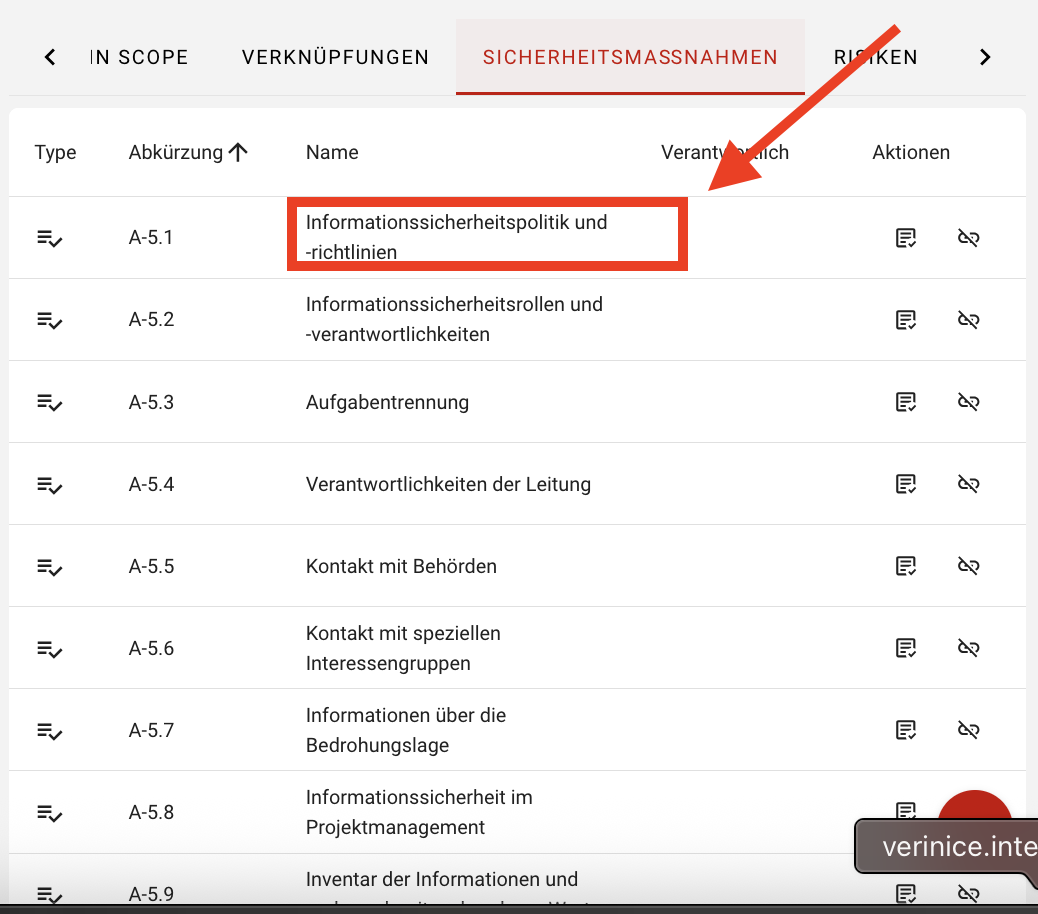 IN SCOPE VERKNÜPFUNGEN SICHERHEITSMASSNAHMEN RISIKEN
Type Abkürzung Name Verantwortlich Aktionen
A-5.1 Informationssicherheitspolitik und
-richtlinien
A-5.2 Informationssicherheitsrollen und
-verantwortlichkeiten
A-5.3 Aufgabentrennung
A-5.4 Verantwortlichkeiten der Leitung
A-5.5 Kontakt mit Behörden
A-5.6 Kontakt mit speziellen
Interessengruppen
A-5.7 Informationen über die
Bedrohungslage
A-5.8 Informationssicherheit im
Projektmanagement
verinice.inte
A-5.9 Inventar der Informationen und